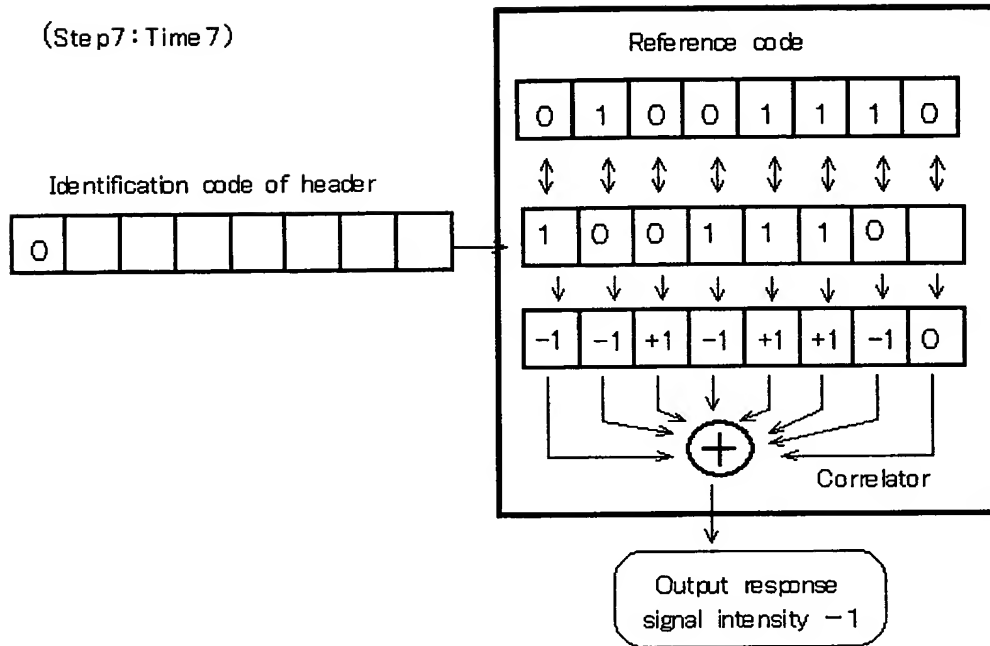 (Step7:Time7)
Reference code
0 1 0 0 1 1 1 0
Identification code of header
0
1 0 0 1 1 1 0
-1 -1 +1 -1 +1 +1 -1 0
+
Correlator
Output response
signal intensity -1